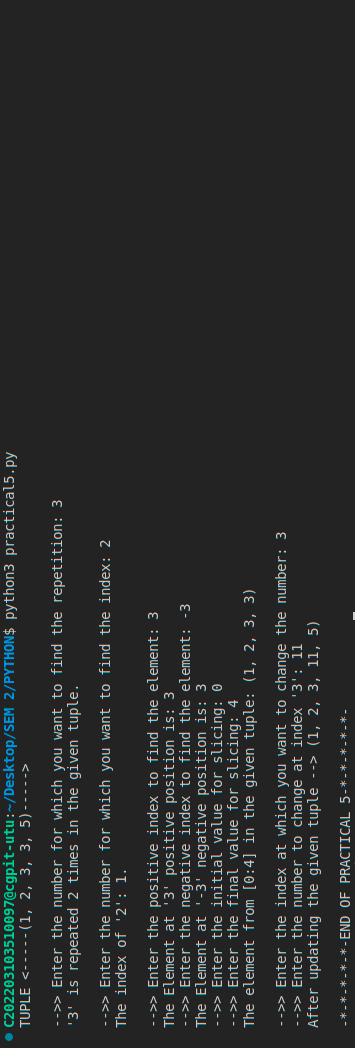 C202203103510097@cgpit-utu:~/Desktop/SEM 2/PYTHON$ python3 practical5.py
TUPLE <-----(1, 2, 3, 3, 5)----->
-->> Enter the number for which you want to find the repetition: 3
'3' is repeated 2 times in the given tuple.
-->> Enter the number for which you want to find the index: 2
The index of '2': 1.
-->> Enter the positive index to find the element: 3
The Element at '3' positive position is: 3
-->> Enter the negative index to find the element: -3
The Element at '-3' negative position is: 3
-->> Enter the initial value for slicing: 0
-->> Enter the final value for slicing: 4
The element from [0:4] in the given tuple: (1, 2, 3, 3)
-->> Enter the index at which you want to change the number: 3
-->> Enter the number to change at index '3': 11
After updating the given tuple --> (1, 2, 3, 11, 5)
-*-*-*-*-*-END OF PRACTICAL 5-*-*-*-*-*-